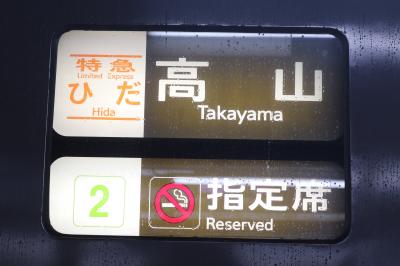 特急
Limited Express
ひだ
Hida
高山
Takayama
2
指定席
Reserved